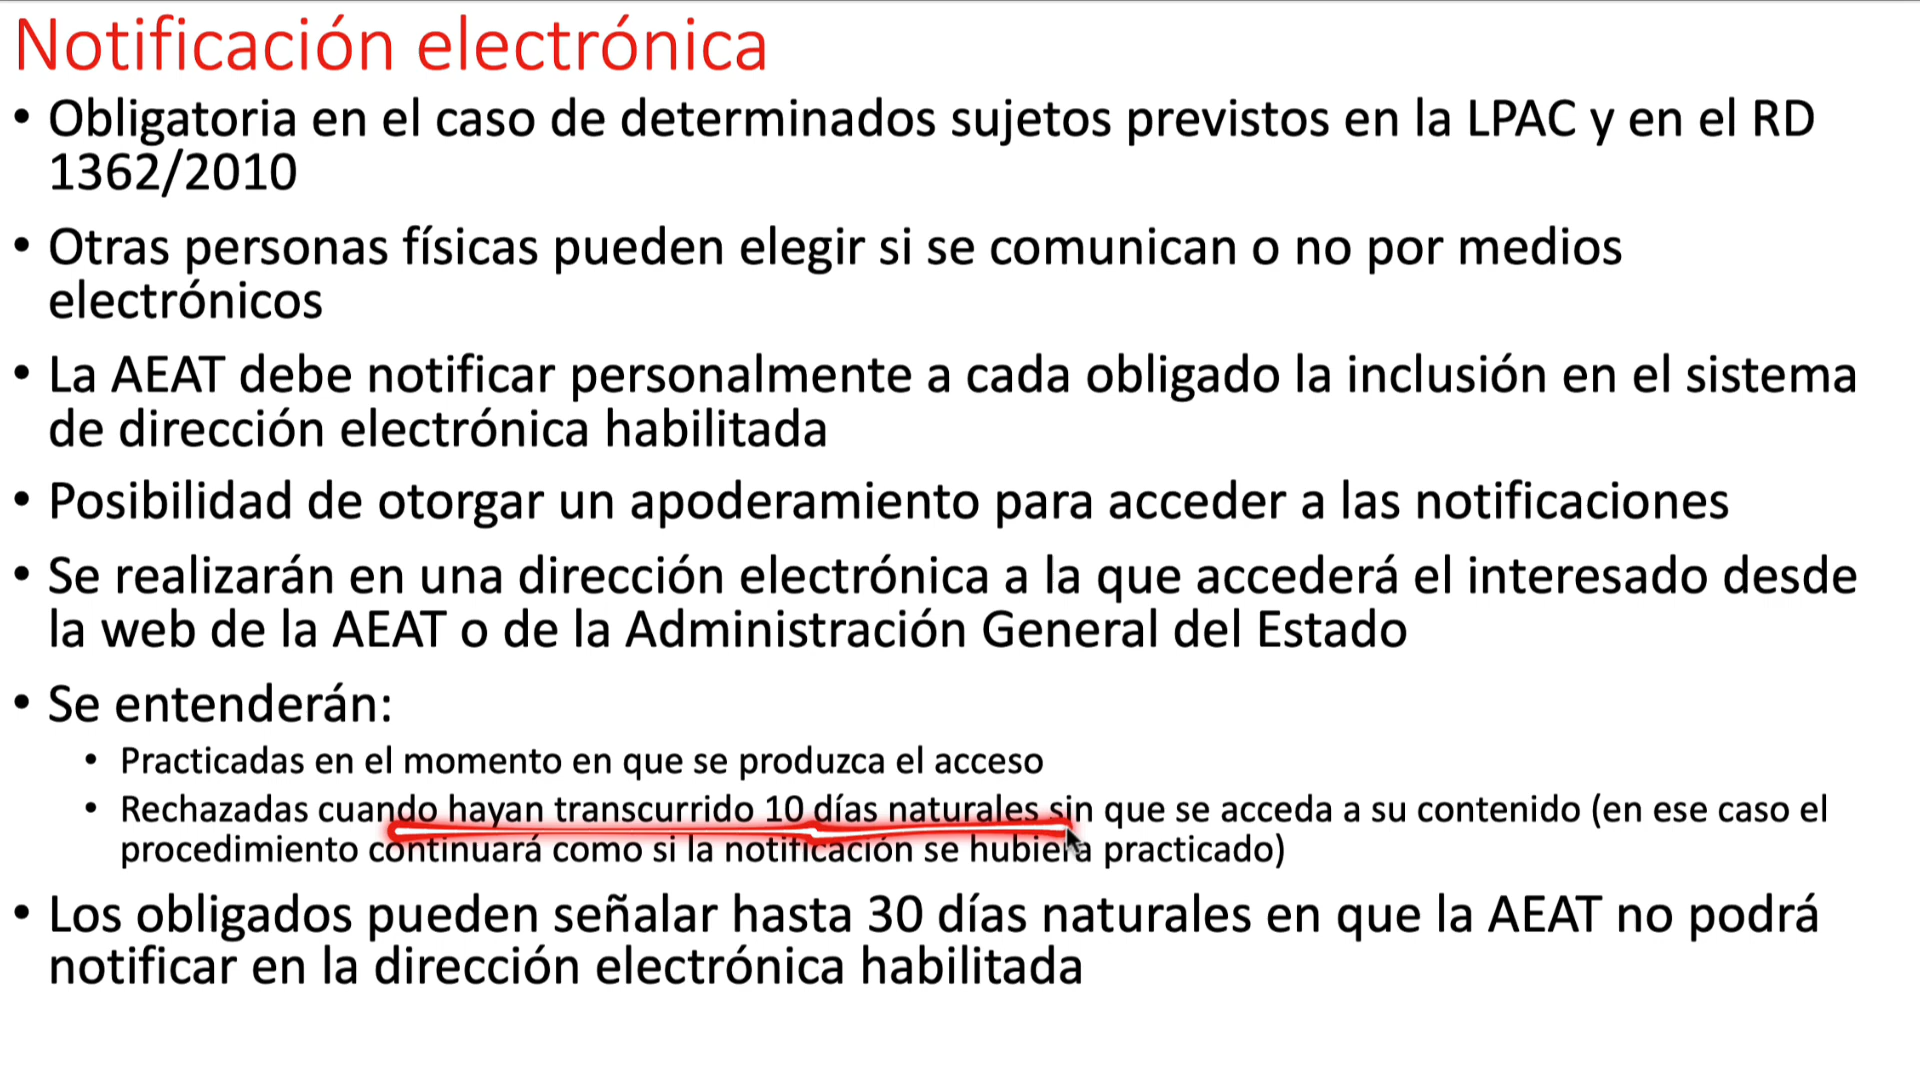 Notificación electrónica
• Obligatoria en el caso de determinados sujetos previstos en la LPAC y en el RD
1362/2010
• Otras personas físicas pueden elegir si se comunican o no por medios
electrónicos
• La AEAT debe notificar personalmente a cada obligado la inclusión en el sistema
de dirección electrónica habilitada
• Posibilidad de otorgar un apoderamiento para acceder a las notificaciones
• Se realizarán en una dirección electrónica a la que accederá el interesado desde
la web de la AEAT o de la Administración General del Estado
• Se entenderán:
• Practicadas en el momento en que se produzca el acceso
• Rechazadas cuando hayan transcurrido 10 días naturales sin que se acceda a su contenido (en ese caso el
procedimiento continuará como si la notificación se hubiera practicado)
• Los obligados pueden señalar hasta 30 días naturales en que la AEAT no podrá
notificar en la dirección electrónica habilitada